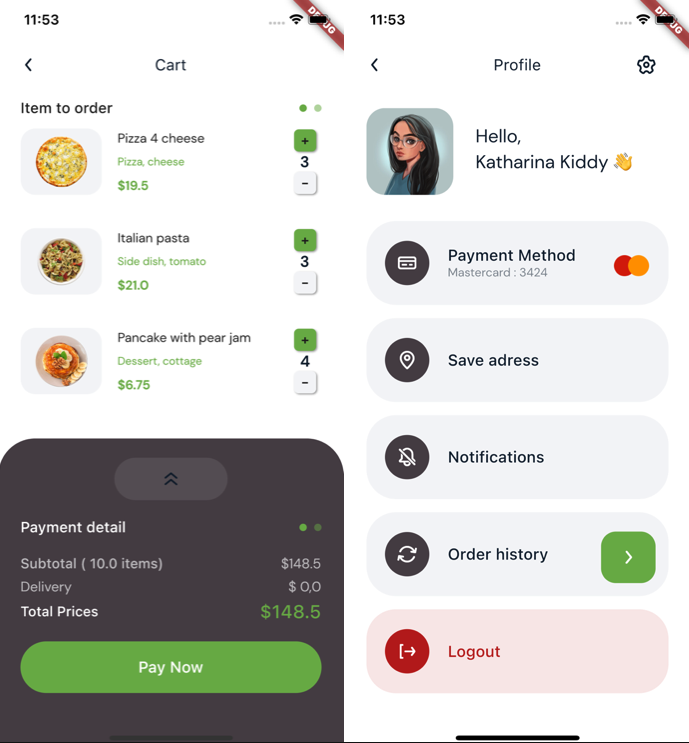 11:53
DEBUG
Cart
Item to order
Pizza 4 cheese
Pizza, cheese
$19.5
+
3
-
Italian pasta
Side dish, tomato
$21.0
+
3
-
Pancake with pear jam
Dessert, cottage
$6.75
+
4
-
Payment detail
Subtotal ( 10.0 items) $148.5
Delivery $ 0,0
Total Prices $148.5
Pay Now
11:53
DEBUG
Profile
Hello,
Katharina Kiddy 👋
Payment Method
Mastercard : 3424
Save adress
Notifications
Order history
Logout